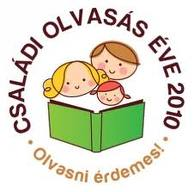 CSALÁDI OLVASÁS ÉVE 2010
• Olvasni érdemes! •